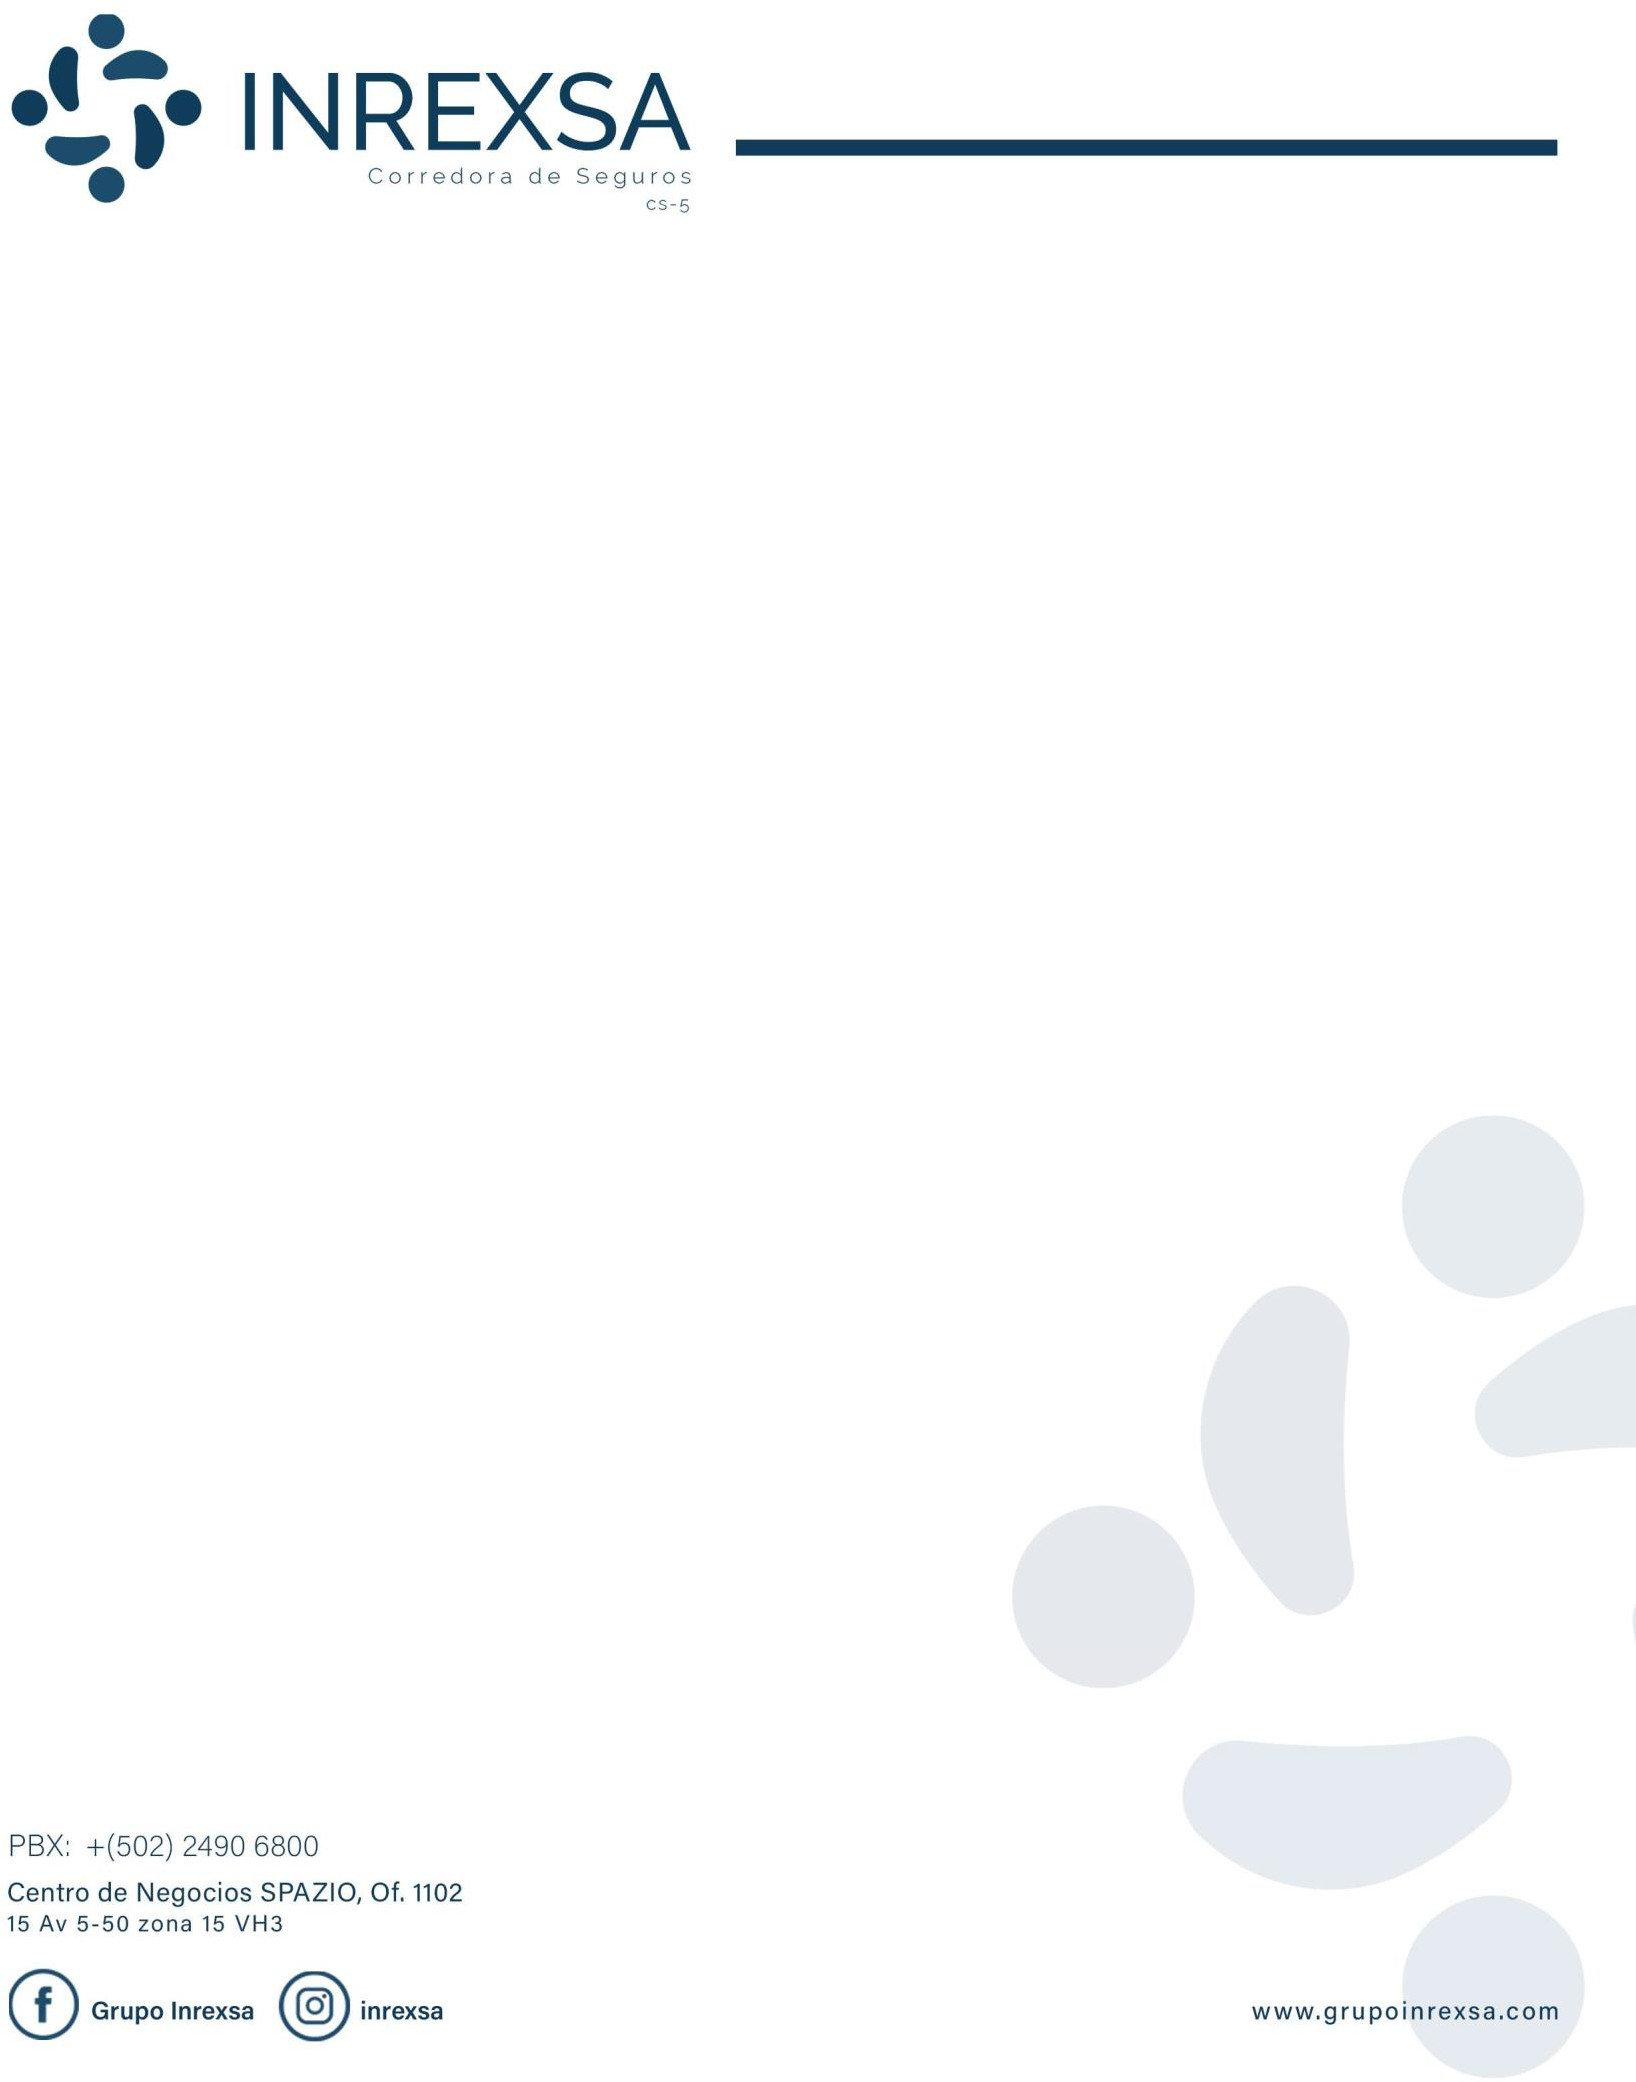 INREXSA
Corredora de Seguros
cs-5
PBX: +(502) 2490 6800
Centro de Negocios SPAZIO, Of. 1102
15 Av 5-50 zona 15 VH3
Grupo Inrexsa inrexsa www.grupoinrexsa.com